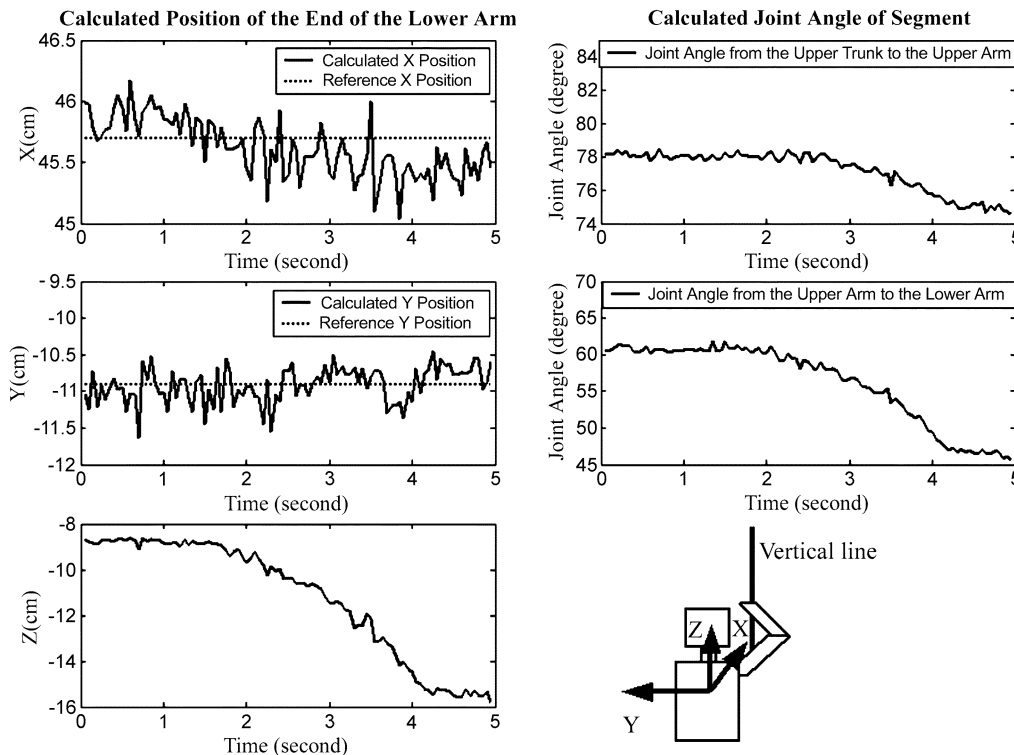 Calculated Position of the End of the Lower Arm
46.5
46
45.5
45
X(cm)
Calculated X Position
Reference X Position
0 1 2 3 4 5
Time (second)
-9.5
-10
-10.5
-11
-11.5
-12
Y(cm)
Calculated Y Position
Reference Y Position
0 1 2 3 4 5
Time (second)
-8
-10
-12
-14
-16
Z(cm)
0 1 2 3 4 5
Time (second)
Calculated Joint Angle of Segment
84
82
80
78
76
74
Joint Angle (degree)
Joint Angle from the Upper Trunk to the Upper Arm
0 1 2 3 4 5
Time (second)
70
65
60
55
50
45
Joint Angle (degree)
Joint Angle from the Upper Arm to the Lower Arm
0 1 2 3 4 5
Time (second)
Vertical line
Z
X
Y